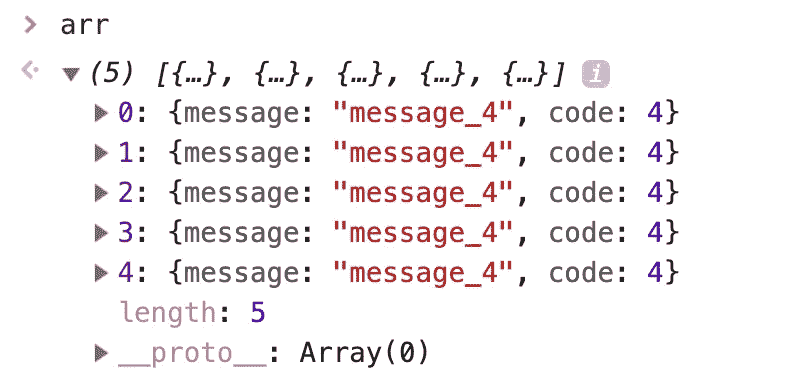 > arr
(5) [{…}, {…}, {…}, {…}, {…}] i
0: {message: "message_4", code: 4}
1: {message: "message_4", code: 4}
2: {message: "message_4", code: 4}
3: {message: "message_4", code: 4}
4: {message: "message_4", code: 4}
length: 5
__proto__: Array(0)